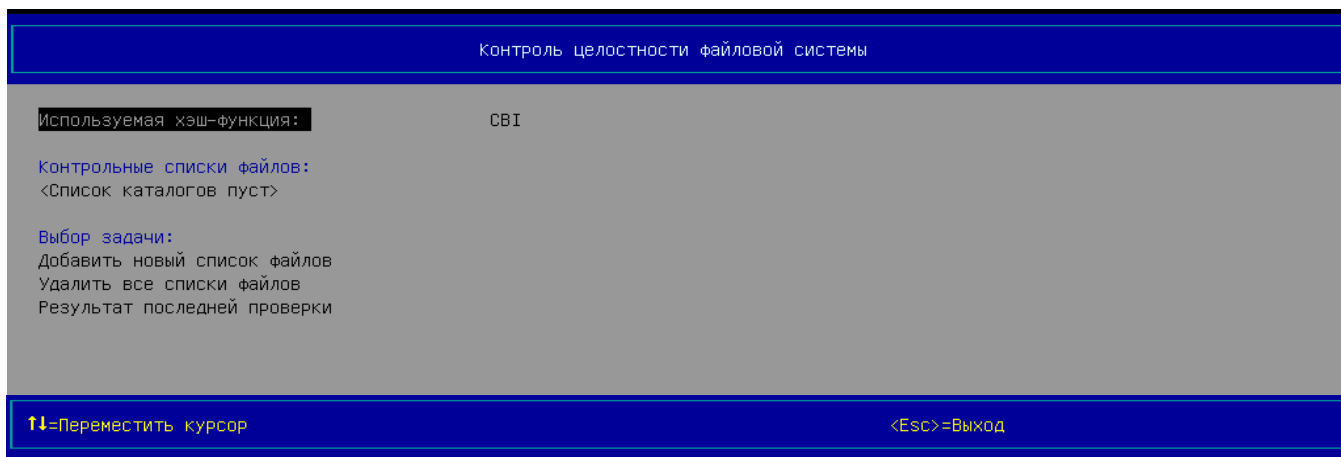 Контроль целостности файловой системы
Используемая хэш-функция: CBI
Контрольные списки файлов:
<Список каталогов пуст>
Выбор задачи:
Добавить новый список файлов
Удалить все списки файлов
Результат последней проверки
↑↓=Переместить курсор <Esc>=Выход